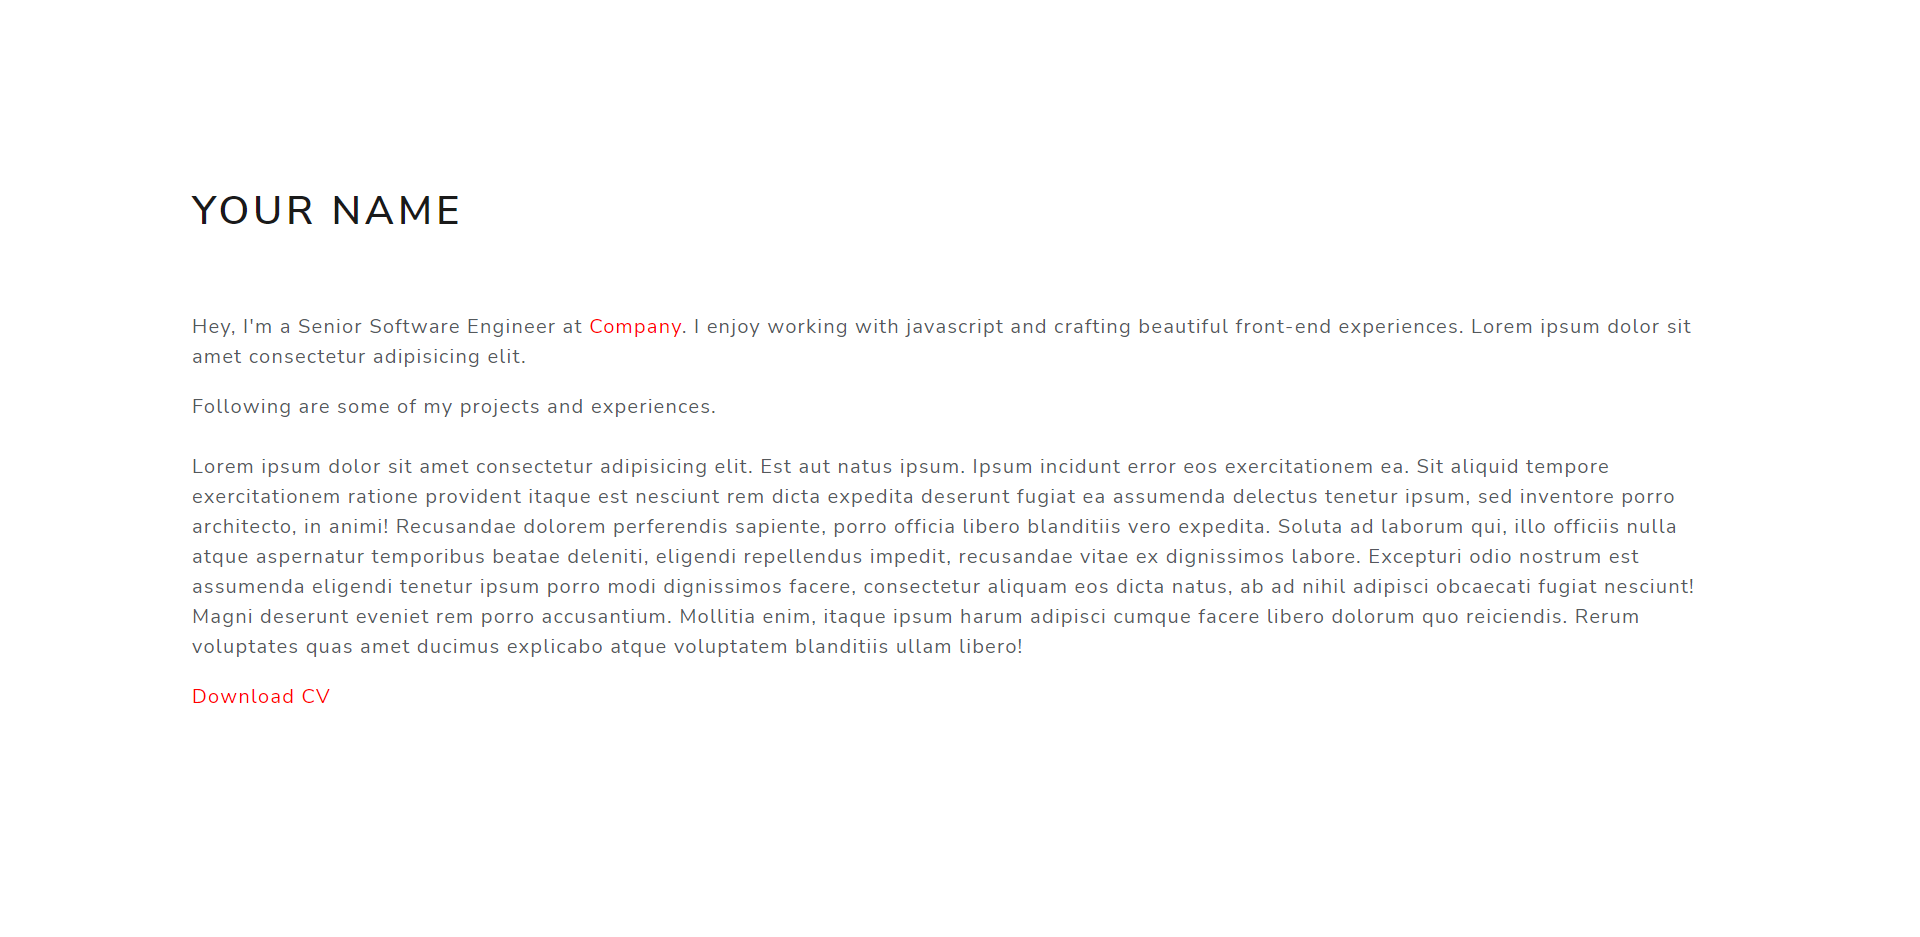 YOUR NAME
Hey, I'm a Senior Software Engineer at Company. I enjoy working with javascript and crafting beautiful front-end experiences. Lorem ipsum dolor sit
amet consectetur adipisicing elit.
Following are some of my projects and experiences.
Lorem ipsum dolor sit amet consectetur adipisicing elit. Est aut natus ipsum. Ipsum incidunt error eos exercitationem ea. Sit aliquid tempore
exercitationem ratione provident itaque est nesciunt rem dicta expedita deserunt fugiat ea assumenda delectus tenetur ipsum, sed inventore porro
architecto, in animi! Recusandae dolorem perferendis sapiente, porro officia libero blanditiis vero expedita. Soluta ad laborum qui, illo officiis nulla
atque aspernatur temporibus beatae deleniti, eligendi repellendus impedit, recusandae vitae ex dignissimos labore. Excepturi odio nostrum est
assumenda eligendi tenetur ipsum porro modi dignissimos facere, consectetur aliquam eos dicta natus, ab ad nihil adipisci obcaecati fugiat nesciunt!
Magni deserunt eveniet rem porro accusantium. Mollitia enim, itaque ipsum harum adipisci cumque facere libero dolorum quo reiciendis. Rerum
voluptates quas amet ducimus explicabo atque voluptatem blanditiis ullam libero!
Download CV